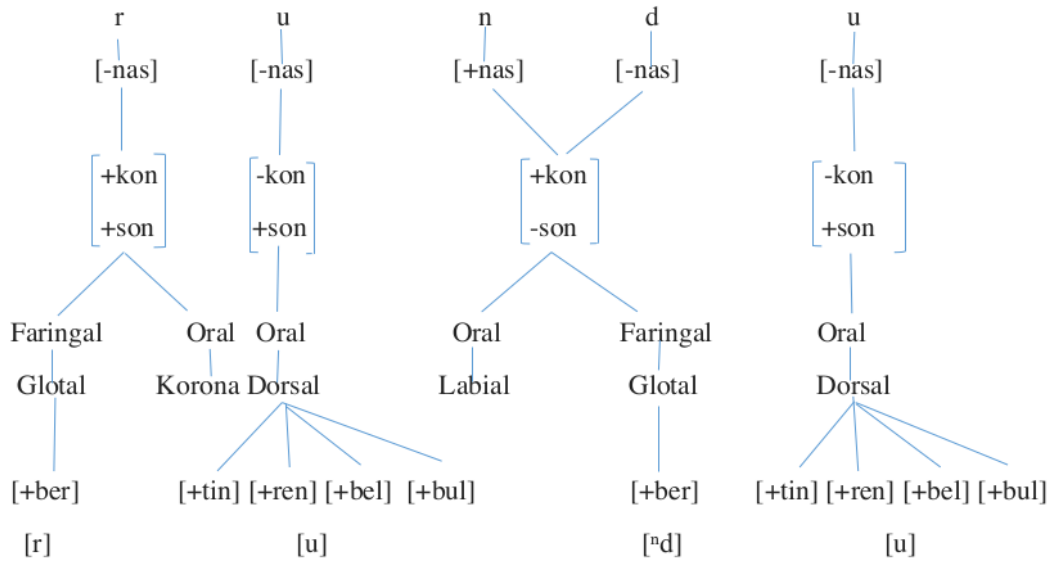 r u n d u
[-nas] [-nas] [+nas] [-nas] [-nas]
+kon -kon +kon -kon
+son +son -son +son
Faringal Oral Oral Oral Faringal Oral
Glotal Korona Dorsal Labial Glotal Dorsal
[+ber] [+tin] [+ren] [+bel] [+bul] [+ber] [+tin] [+ren] [+bel] [+bul]
[r] [u] [ⁿd] [u]